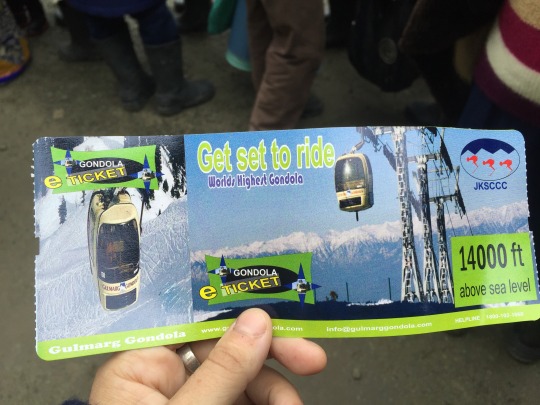 GONDOLA
e TICKET
Gulmarg Gondola
Get set to ride
Worlds Highest Gondola
GONDOLA
e TICKET
JKSCCC
14000 ft
above sea level
info@gulmarggondola.com
HELPLINE